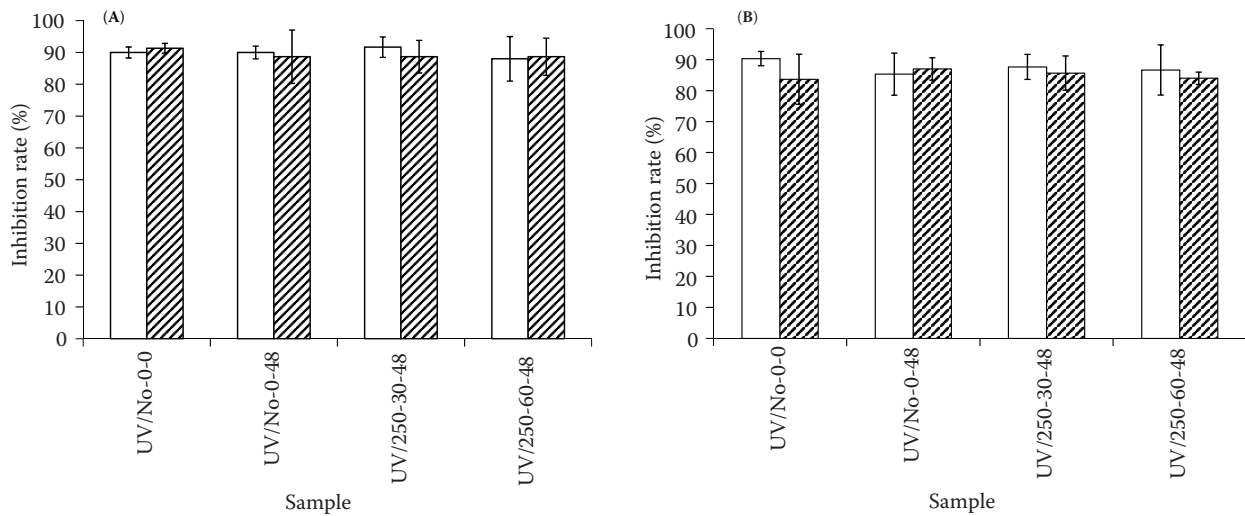 (A)
100
90
80
70
60
50
40
30
20
10
0
Inhibition rate (%)
UV/No-0-0
UV/No-0-48
UV/250-30-48
UV/250-60-48
Sample
(B)
100
90
80
70
60
50
40
30
20
10
0
Inhibition rate (%)
UV/No-0-0
UV/No-0-48
UV/250-30-48
UV/250-60-48
Sample